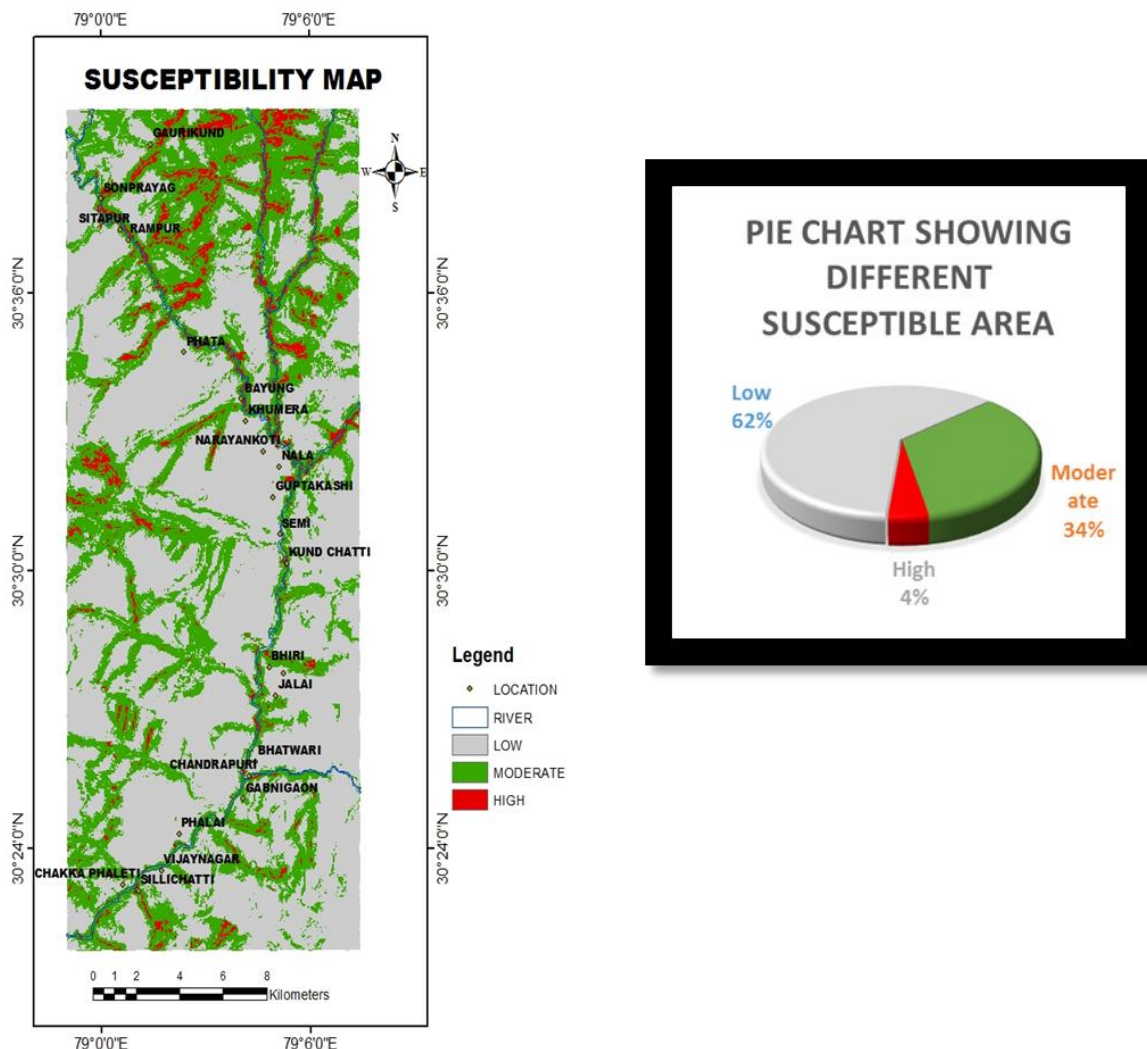 79°0'0"E
79°6'0"E
SUSCEPTIBILITY MAP
GAURIKUND
N
W
E
S
SONPRAYAG
SITAPUR
RAMPUR
30°36'0"N
30°36'0"N
PHATA
BAYUNG
KHUMERA
NARAYANKOTI
NALA
GUPTAKASHI
SEMI
KUND CHATTI
30°30'0"N
30°30'0"N
BHIRI
JALAI
BHATWARI
CHANDRAPURI
GABNIGAON
PHALAI
30°24'0"N
30°24'0"N
VIJAYNAGAR
CHAKKA PHALETI
SILLICHATTI
0 1 2 4 6 8
Kilometers
79°0'0"E
79°6'0"E
Legend
LOCATION
RIVER
LOW
MODERATE
HIGH
PIE CHART SHOWING
DIFFERENT
SUSCEPTIBLE AREA
Low
62%
Moder
ate
34%
High
4%